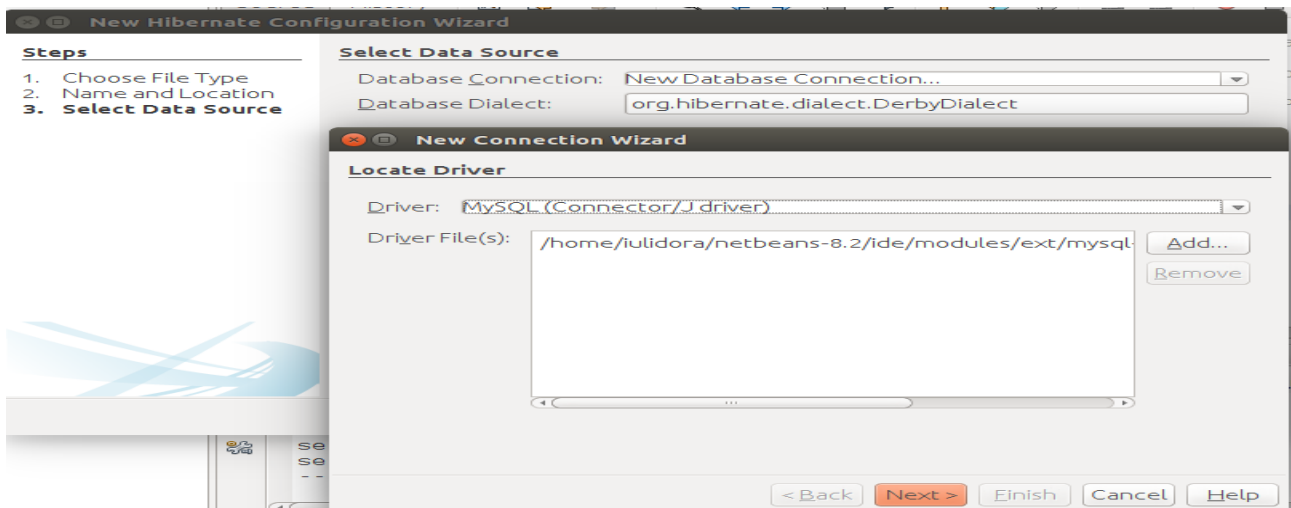 New Hibernate Configuration Wizard
Steps
1. Choose File Type
2. Name and Location
3. Select Data Source
Select Data Source
Database Connection: New Database Connection...
Database Dialect: org.hibernate.dialect.DerbyDialect
New Connection Wizard
Locate Driver
Driver: MySQL (Connector/J driver)
Driver File(s): /home/iulidora/netbeans-8.2/ide/modules/ext/mysql-
Add...
Remove
se
se
--
< Back Next > Finish Cancel Help